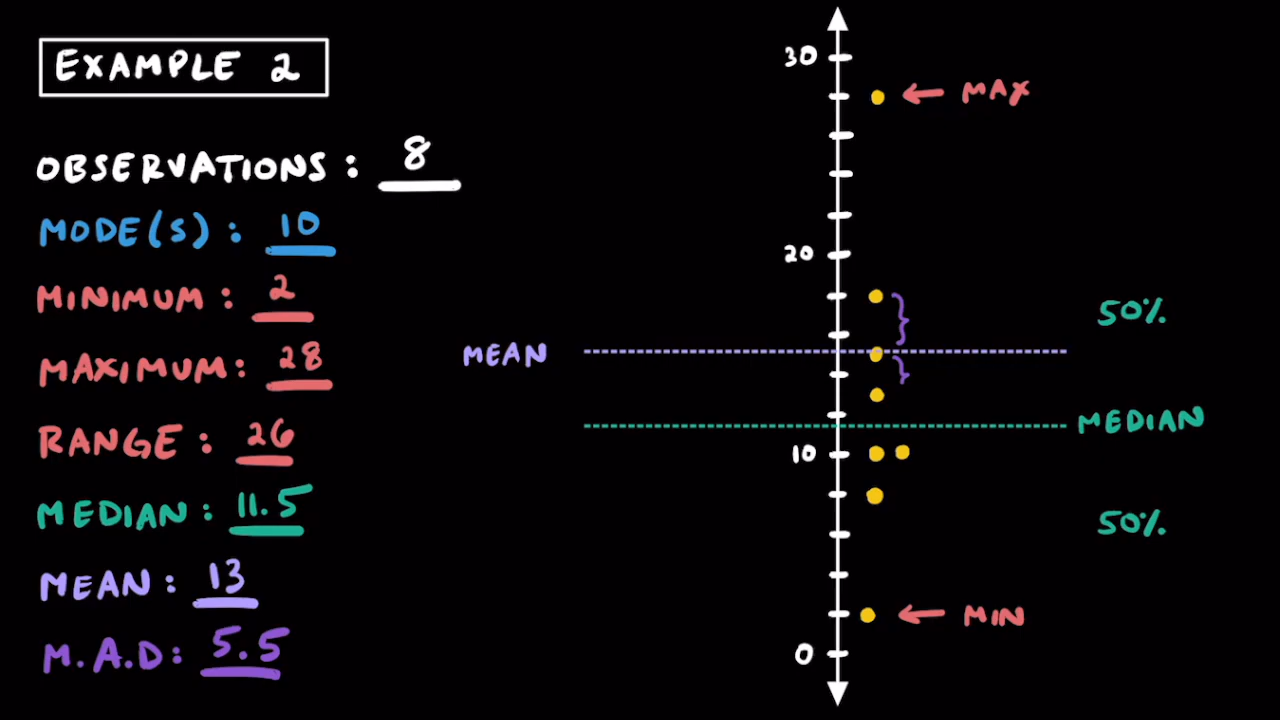 EXAMPLE 2
OBSERVATIONS: 8
MODE(S): 10
MINIMUM: 2
MAXIMUM: 28
RANGE: 26
MEDIAN: 11.5
MEAN: 13
M.A.D: 5.5
30
MAX
20
50%
MEAN
MEDIAN
10
50%
MIN
0